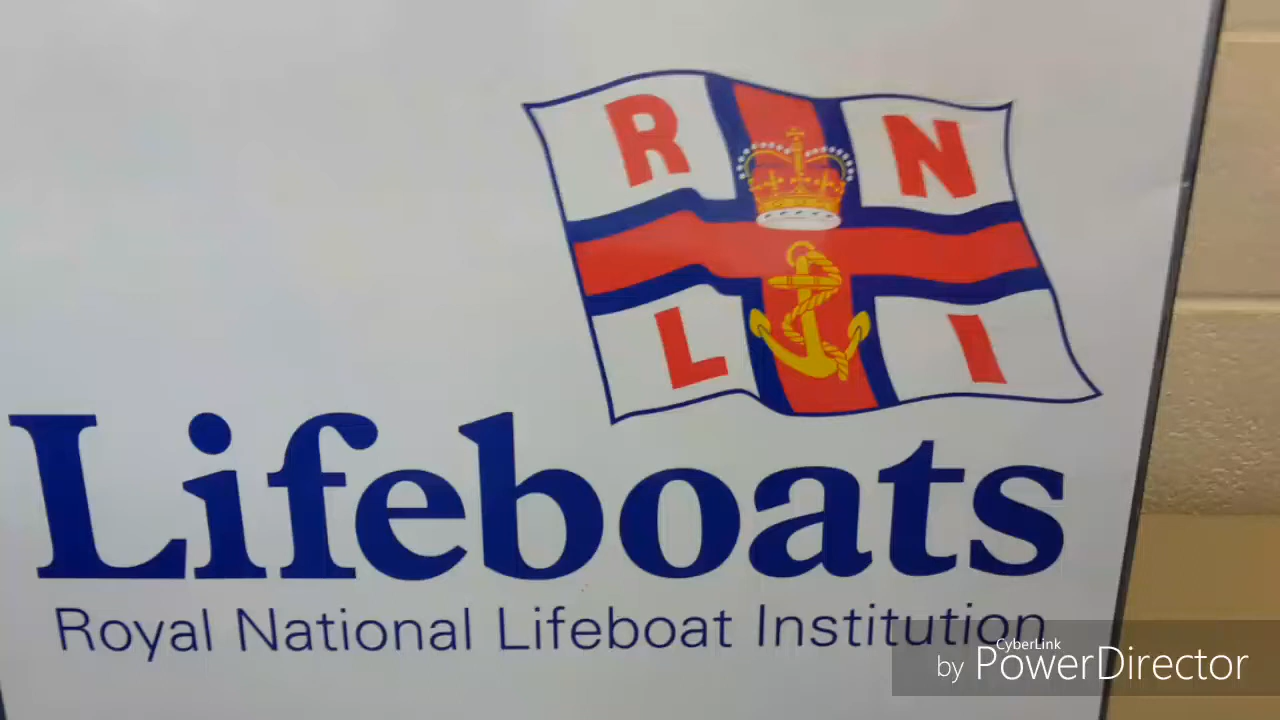 R N
L I
Lifeboats
Royal National Lifeboat Institution
CyberLink
by PowerDirector